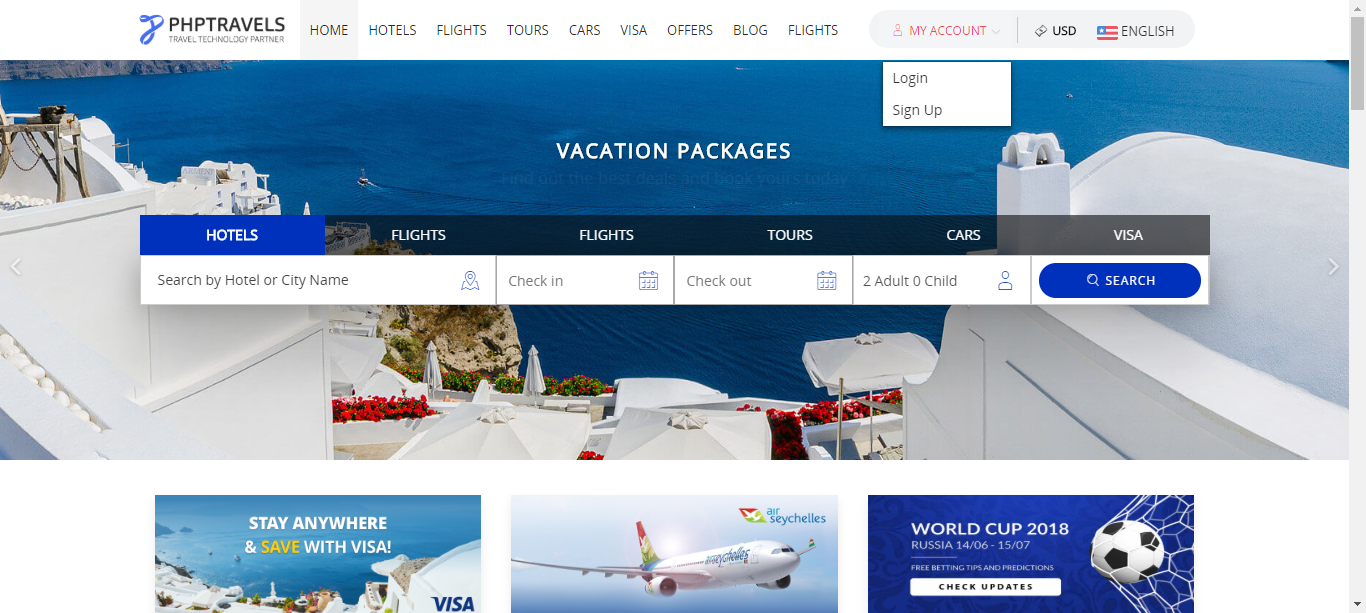 PHPTRAVELS
TRAVEL TECHNOLOGY PARTNER
HOME HOTELS FLIGHTS TOURS CARS VISA OFFERS BLOG FLIGHTS MY ACCOUNT USD ENGLISH
Login
Sign Up
VACATION PACKAGES
Find out the best deals and book yours today
HOTELS FLIGHTS FLIGHTS TOURS CARS VISA
Search by Hotel or City Name Check in Check out 2 Adult 0 Child SEARCH
STAY ANYWHERE
& SAVE WITH VISA!
VISA
air
seychelles
airseychelles
WORLD CUP 2018
RUSSIA 14/06 - 15/07
FREE BETTING TIPS AND PREDICTIONS
CHECK UPDATES